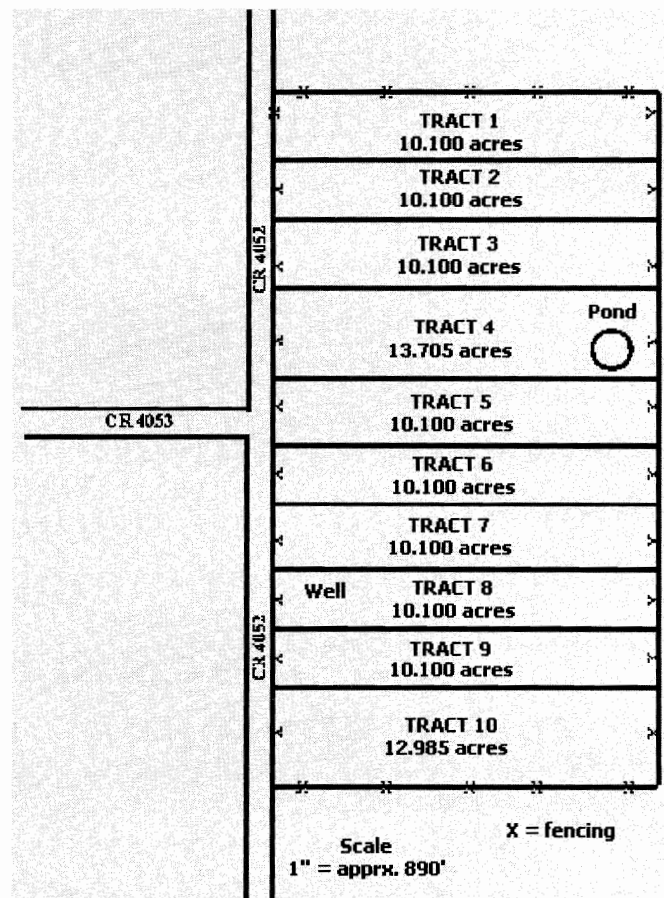 TRACT 1
10.100 acres
TRACT 2
10.100 acres
CR 4052
TRACT 3
10.100 acres
Pond
TRACT 4
13.705 acres
CR 4053
TRACT 5
10.100 acres
TRACT 6
10.100 acres
TRACT 7
10.100 acres
Well
TRACT 8
10.100 acres
CR 4052
TRACT 9
10.100 acres
TRACT 10
12.985 acres
X = fencing
Scale
1" = apprx. 890'